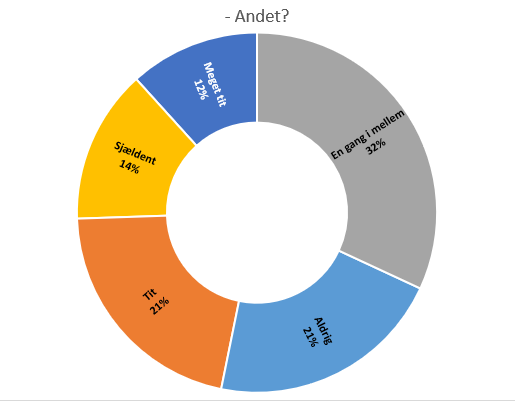 - Andet?
Meget tit
12%
En gang i mellem
32%
Sjældent
14%
Tit
21%
Aldrig
21%